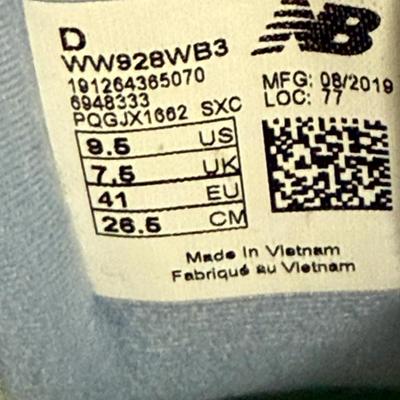 D
WW928WB3
191264365070
6948333
PQGJX1662 SXC
NB
MFG: 08/2019
LOC: 77
9.5 US
7.5 UK
41 EU
26.5 CM
Made in Vietnam
Fabriqué au Vietnam